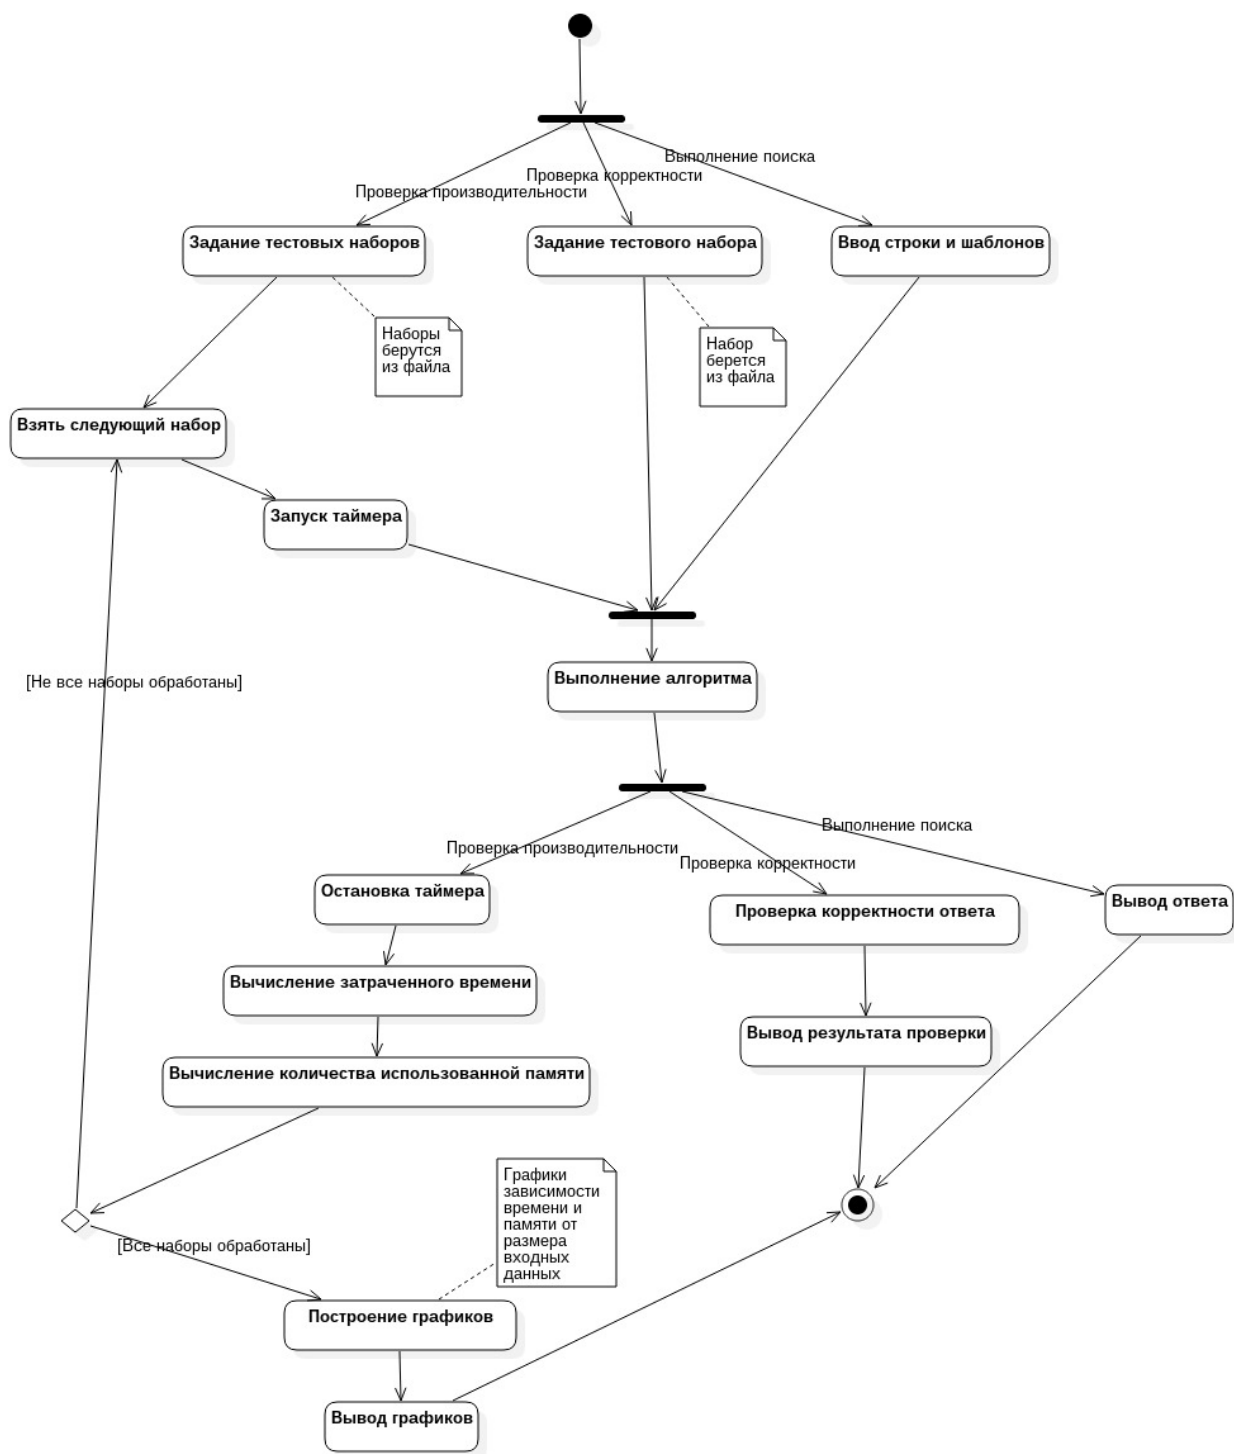 Выполнение поиска
Проверка корректности
Проверка производительности
Задание тестовых наборов
Задание тестового набора
Ввод строки и шаблонов
Наборы
берутся
из файла
Набор
берется
из файла
Взять следующий набор
Запуск таймера
[Не все наборы обработаны]
Выполнение алгоритма
Выполнение поиска
Проверка производительности
Проверка корректности
Остановка таймера
Проверка корректности ответа
Вывод ответа
Вычисление затраченного времени
Вывод результата проверки
Вычисление количества использованной памяти
Графики
зависимости
времени и
памяти от
размера
входных
данных
[Все наборы обработаны]
Построение графиков
Вывод графиков